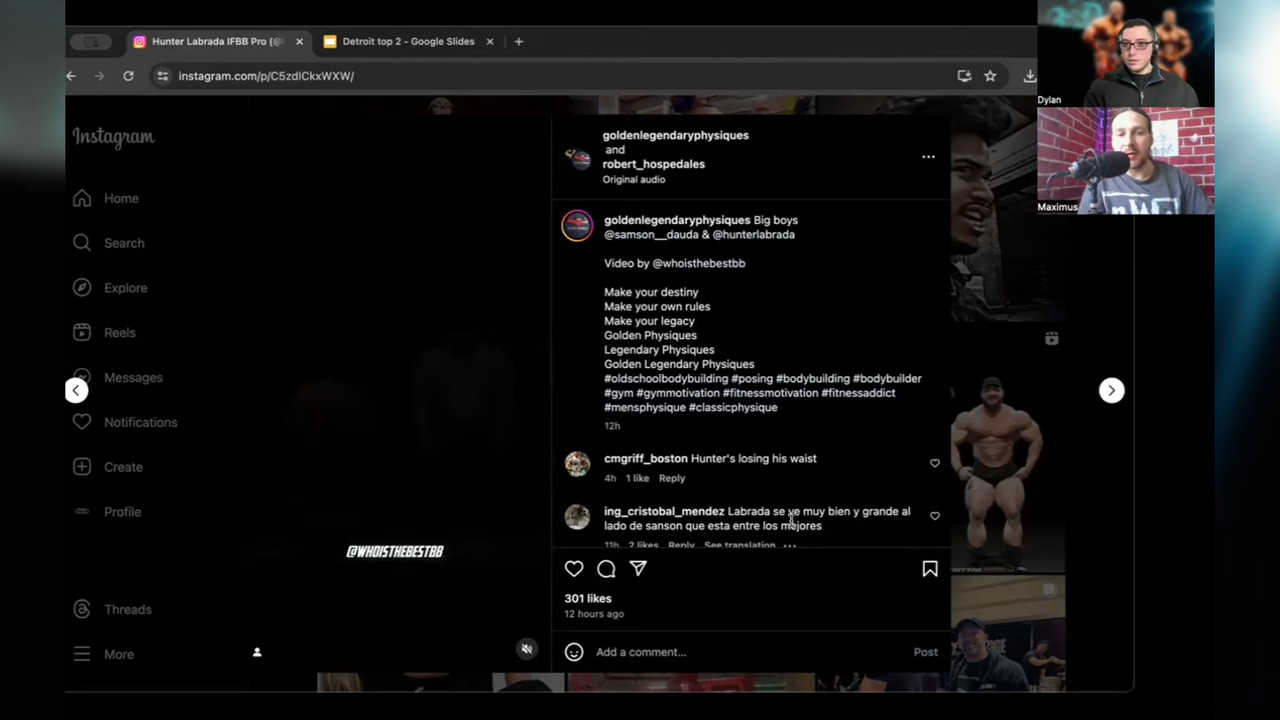 Hunter Labrada IFBB Pro (@
Detroit top 2 - Google Slides
instagram.com/p/C5zdlCkxWXW/
Instagram
Home
Search
Explore
Reels
Messages
Notifications
Create
Profile
Threads
More
@WHOISTHEBESTBB
goldenlegendaryphysiques
and
robert_hospedales
Original audio
goldenlegendaryphysiques Big boys
@samson__dauda & @hunterlabrada
Video by @whoisthebestbb
Make your destiny
Make your own rules
Make your legacy
Golden Physiques
Legendary Physiques
Golden Legendary Physiques
#oldschoolbodybuilding #posing #bodybuilding #bodybuilder
#gym #gymmotivation #fitnessmotivation #fitnessaddict
#mensphysique #classicphysique
12h
cmgriff_boston Hunter's losing his waist
4h 1 like Reply
ing_cristobal_mendez Labrada se ve muy bien y grande al
lado de sanson que esta entre los mejores
11h 2 likes Reply See translation
301 likes
12 hours ago
Add a comment...
Post
Dylan
Maximus